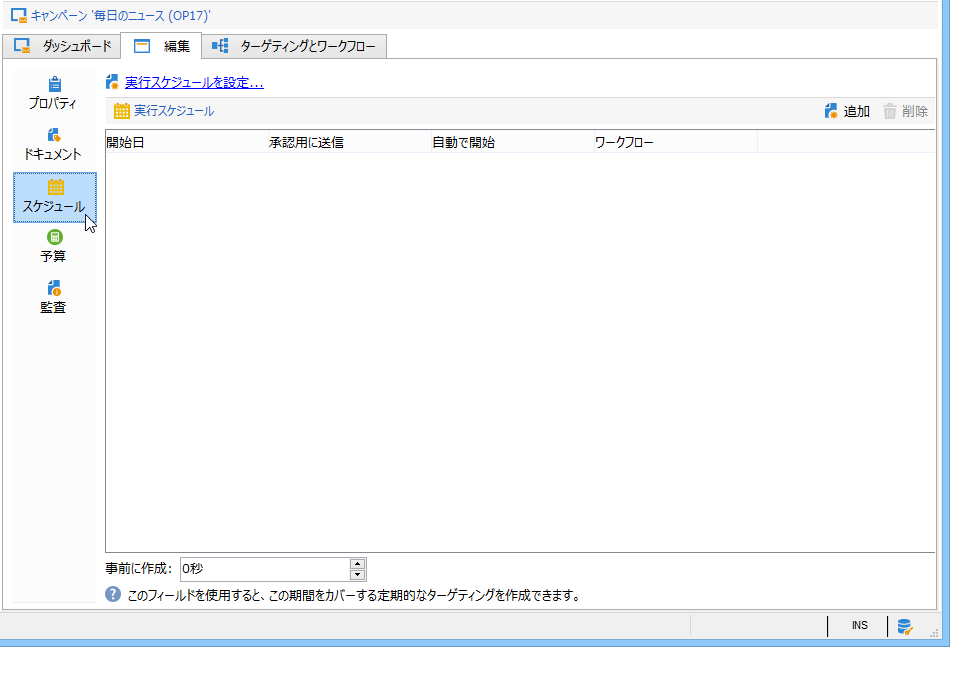 キャンペーン '毎日のニュース (OP17)'
ダッシュボード 編集 ターゲティングとワークフロー
プロパティ
ドキュメント
スケジュール
予算
監査
実行スケジュールを設定...
実行スケジュール 追加 削除
開始日 承認用に送信 自動で開始 ワークフロー
事前に作成: 0秒
このフィールドを使用すると、この期間をカバーする定期的なターゲティングを作成できます。
INS